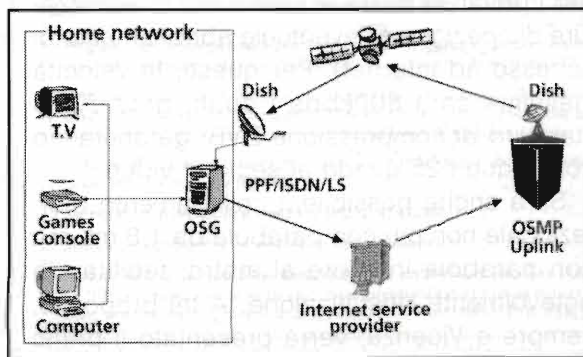 Home network
Dish
Dish
T.V
PPF/ISDN/LS
OSG
Games
Console
OSMP
Uplink
Internet service
provider
Computer